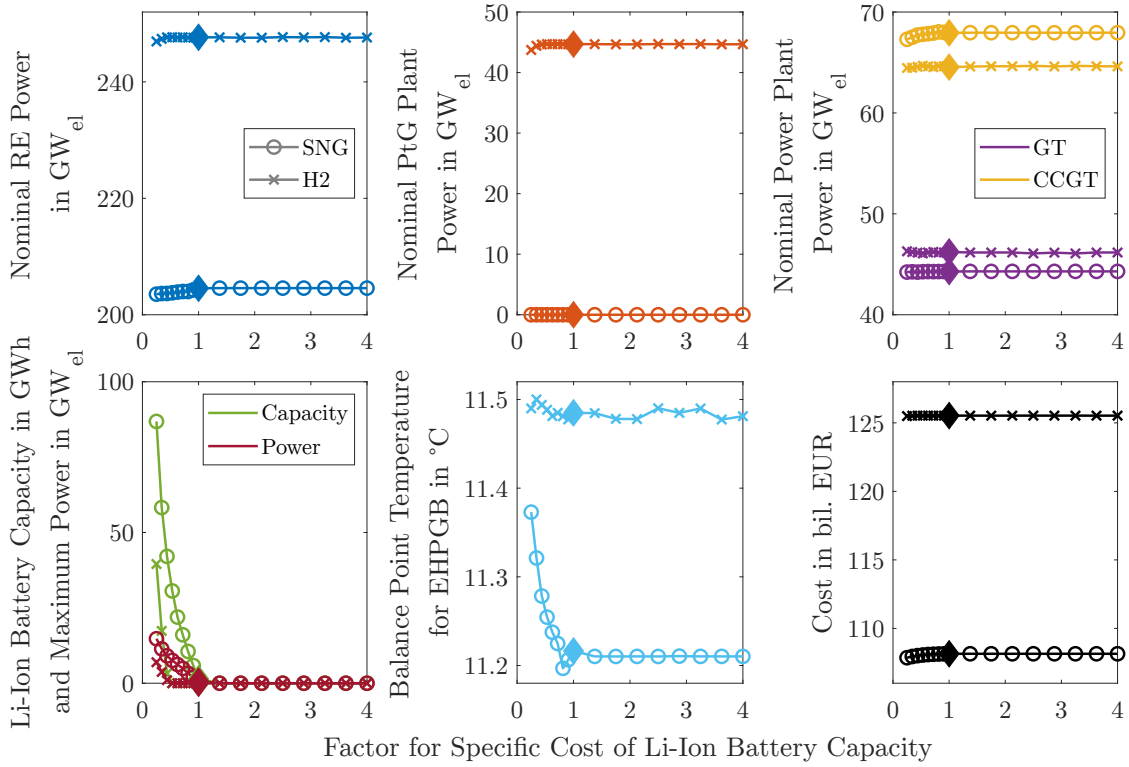 Nominal RE Power
in GW_el
240
220
200
0 1 2 3 4
SNG
H2
Nominal PtG Plant
Power in GW_el
50
40
30
20
10
0
0 1 2 3 4
Nominal Power Plant
Power in GW_el
70
60
50
40
0 1 2 3 4
GT
CCGT
Li-Ion Battery Capacity in GWh
and Maximum Power in GW_el
100
50
0
0 1 2 3 4
Capacity
Power
Balance Point Temperature
for EHPGB in °C
11.5
11.4
11.3
11.2
0 1 2 3 4
Cost in bil. EUR
125
120
115
110
0 1 2 3 4
Factor for Specific Cost of Li-Ion Battery Capacity